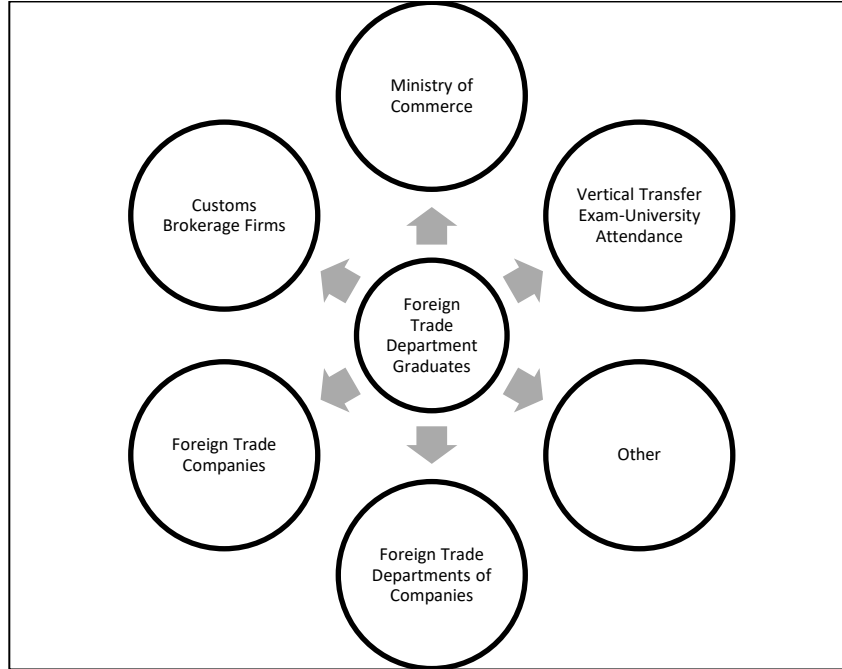 Ministry of
Commerce
Customs
Brokerage Firms
Vertical Transfer
Exam-University
Attendance
Foreign
Trade
Department
Graduates
Foreign Trade
Companies
Other
Foreign Trade
Departments of
Companies